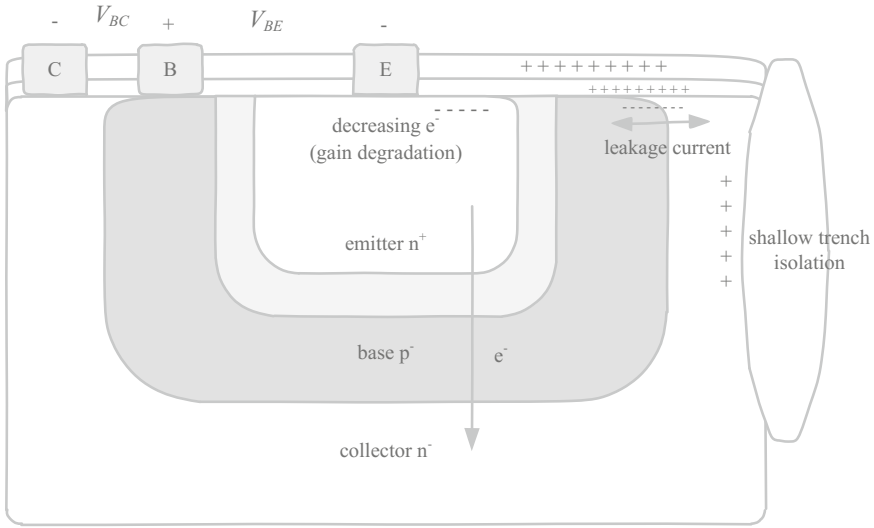 - V_BC + V_BE -
C B E
+ + + + + + + + +
+ + + + + + + + +
- - - - -
- - - - - - - -
decreasing e⁻
(gain degradation)
leakage current
+
+
+
+
+
shallow trench
isolation
emitter n⁺
base p⁻
e⁻
collector n⁻